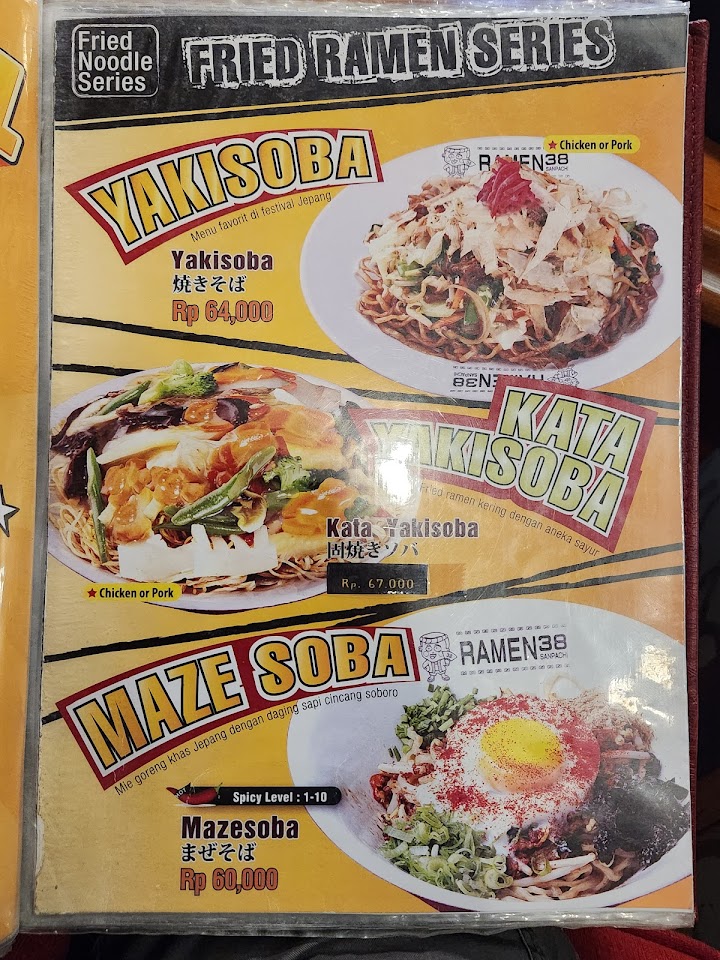 Fried
Noodle
Series
FRIED RAMEN SERIES
YAKISOBA
Menu favorit di festival Jepang
★ Chicken or Pork
RAMEN38
SANPACHI
Yakisoba
焼きそば
Rp 64,000
KATA
YAKISOBA
Fried ramen kering dengan aneka sayur
Kata Yakisoba
固焼きソバ
Rp. 67.000
★ Chicken or Pork
MAZE SOBA
Mie goreng khas Jepang dengan daging sapi cincang soboro
RAMEN38
SANPACHI
HOT
Spicy Level : 1-10
Mazesoba
まぜそば
Rp 60,000